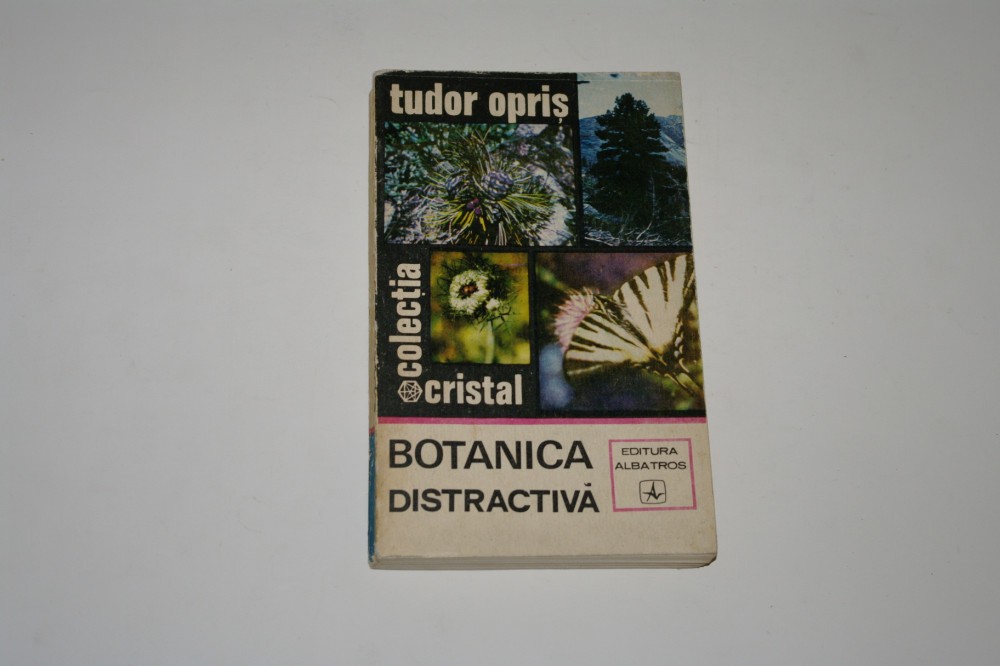 tudor opriș
colecția
cristal
BOTANICA
DISTRACTIVĂ
EDITURA
ALBATROS